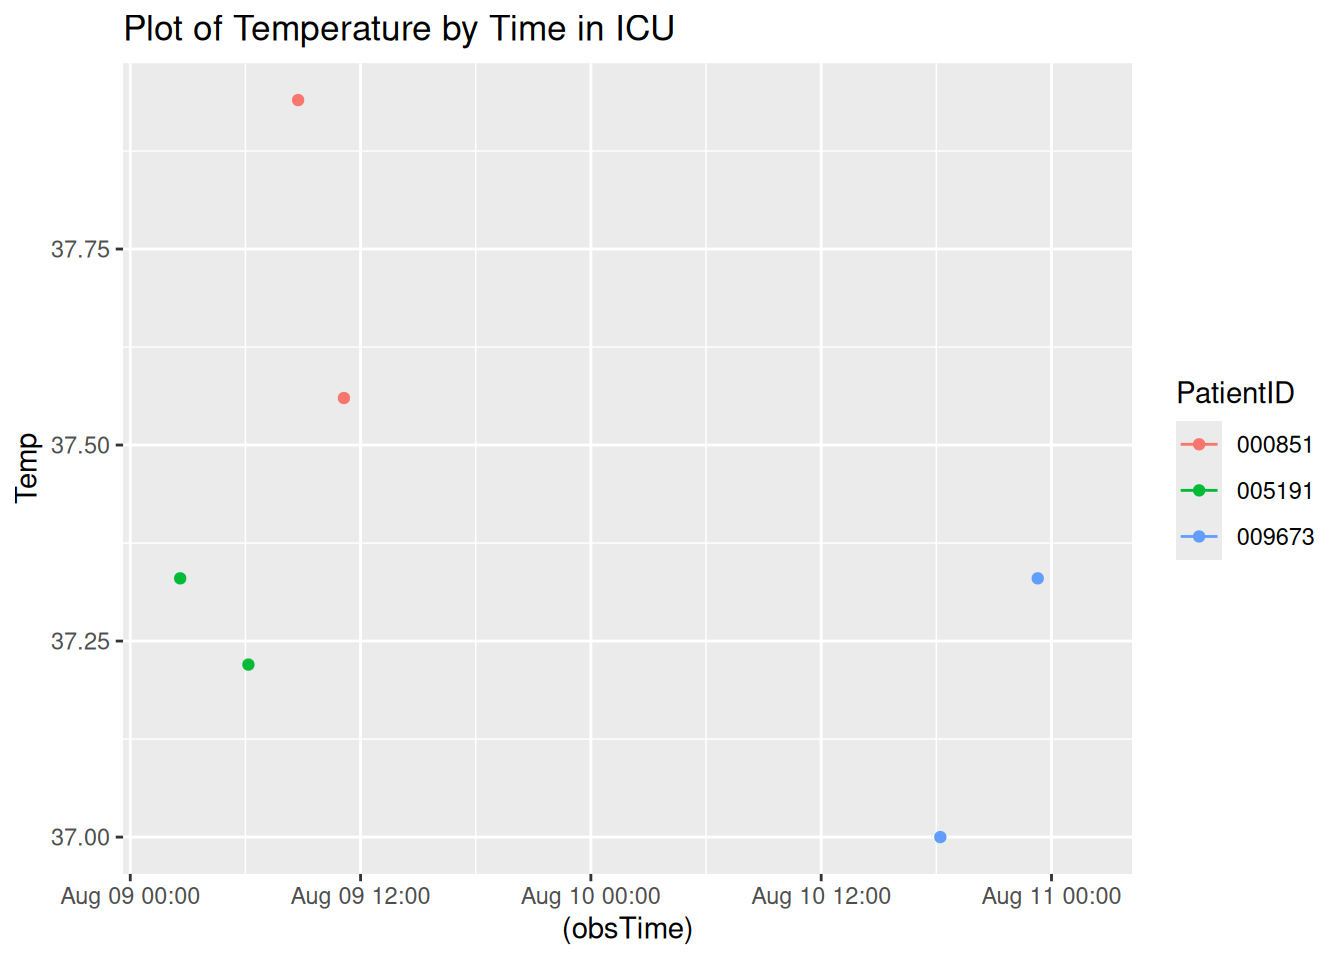 Plot of Temperature by Time in ICU
37.75
37.50
37.25
37.00
Temp
Aug 09 00:00 Aug 09 12:00 Aug 10 00:00 Aug 10 12:00 Aug 11 00:00
(obsTime)
PatientID
000851
005191
009673